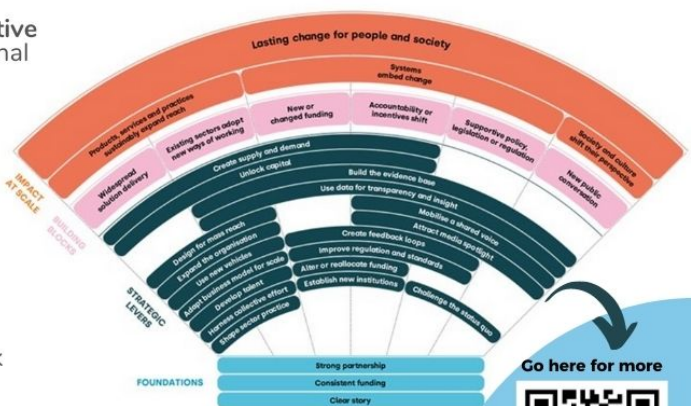 tive
nal
Lasting change for people and society
Products, services and practices
sustainably expand reach
Systems
embed change
Society and culture
shift their perspective
Widespread
solution delivery
Existing sectors adopt
new ways of working
New or
changed funding
Accountability or
incentives shift
Supportive policy,
legislation or regulation
New public
conversation
IMPACT
AT SCALE
BUILDING
BLOCKS
Create supply and demand
Unlock capital
Build the evidence base
Use data for transparency and insight
Mobilise a shared voice
Attract media spotlight
Design for mass reach
Expand the organisation
Use new vehicles
Adapt business model for scale
Develop talent
Harness collective effort
Shape sector practice
Create feedback loops
Improve regulation and standards
Alter or reallocate funding
Establish new institutions
Challenge the status quo
STRATEGIC
LEVERS
k
FOUNDATIONS
Strong partnership
Consistent funding
Clear story
Go here for more